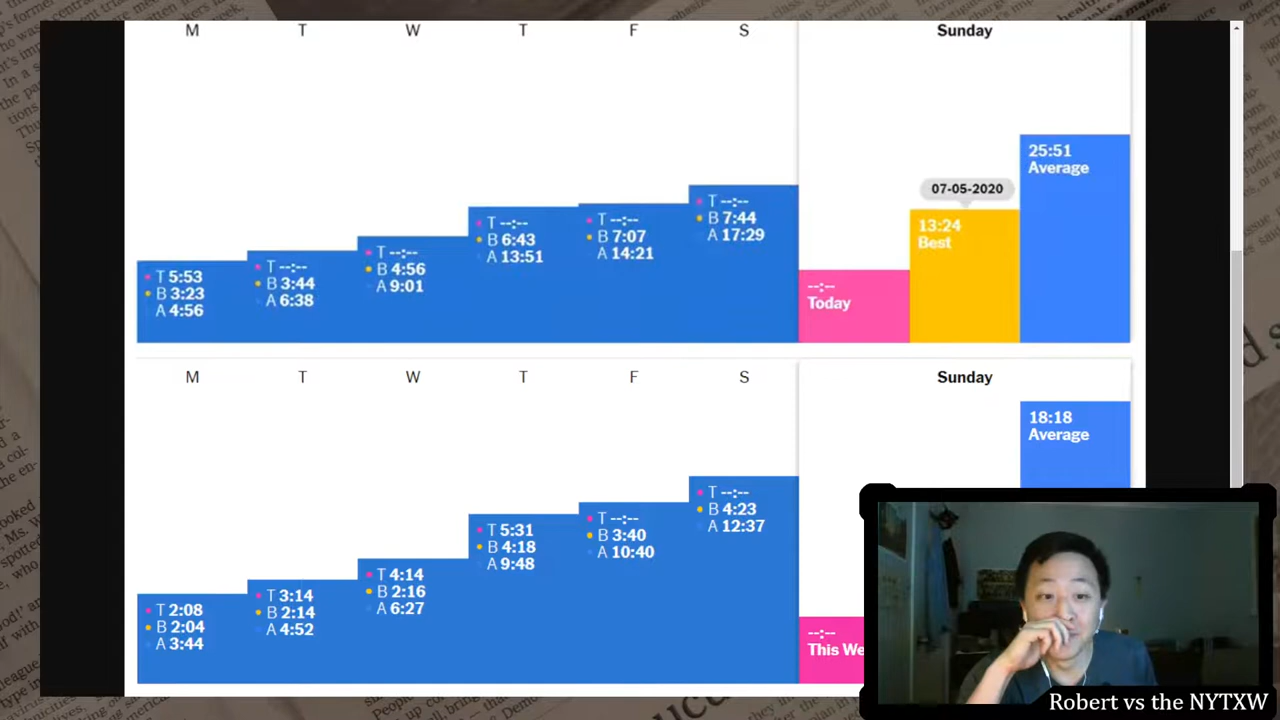 M T W T F S Sunday
T 5:53
B 3:23
A 4:56
T --:--
B 3:44
A 6:38
T --:--
B 4:56
A 9:01
T --:--
B 6:43
A 13:51
T --:--
B 7:07
A 14:21
T --:--
B 7:44
A 17:29
--:--
Today
07-05-2020
13:24
Best
25:51
Average
M T W T F S Sunday
T 2:08
B 2:04
A 3:44
T 3:14
B 2:14
A 4:52
T 4:14
B 2:16
A 6:27
T 5:31
B 4:18
A 9:48
T --:--
B 3:40
A 10:40
T --:--
B 4:23
A 12:37
--:--
This We
18:18
Average
Robert vs the NYTXW